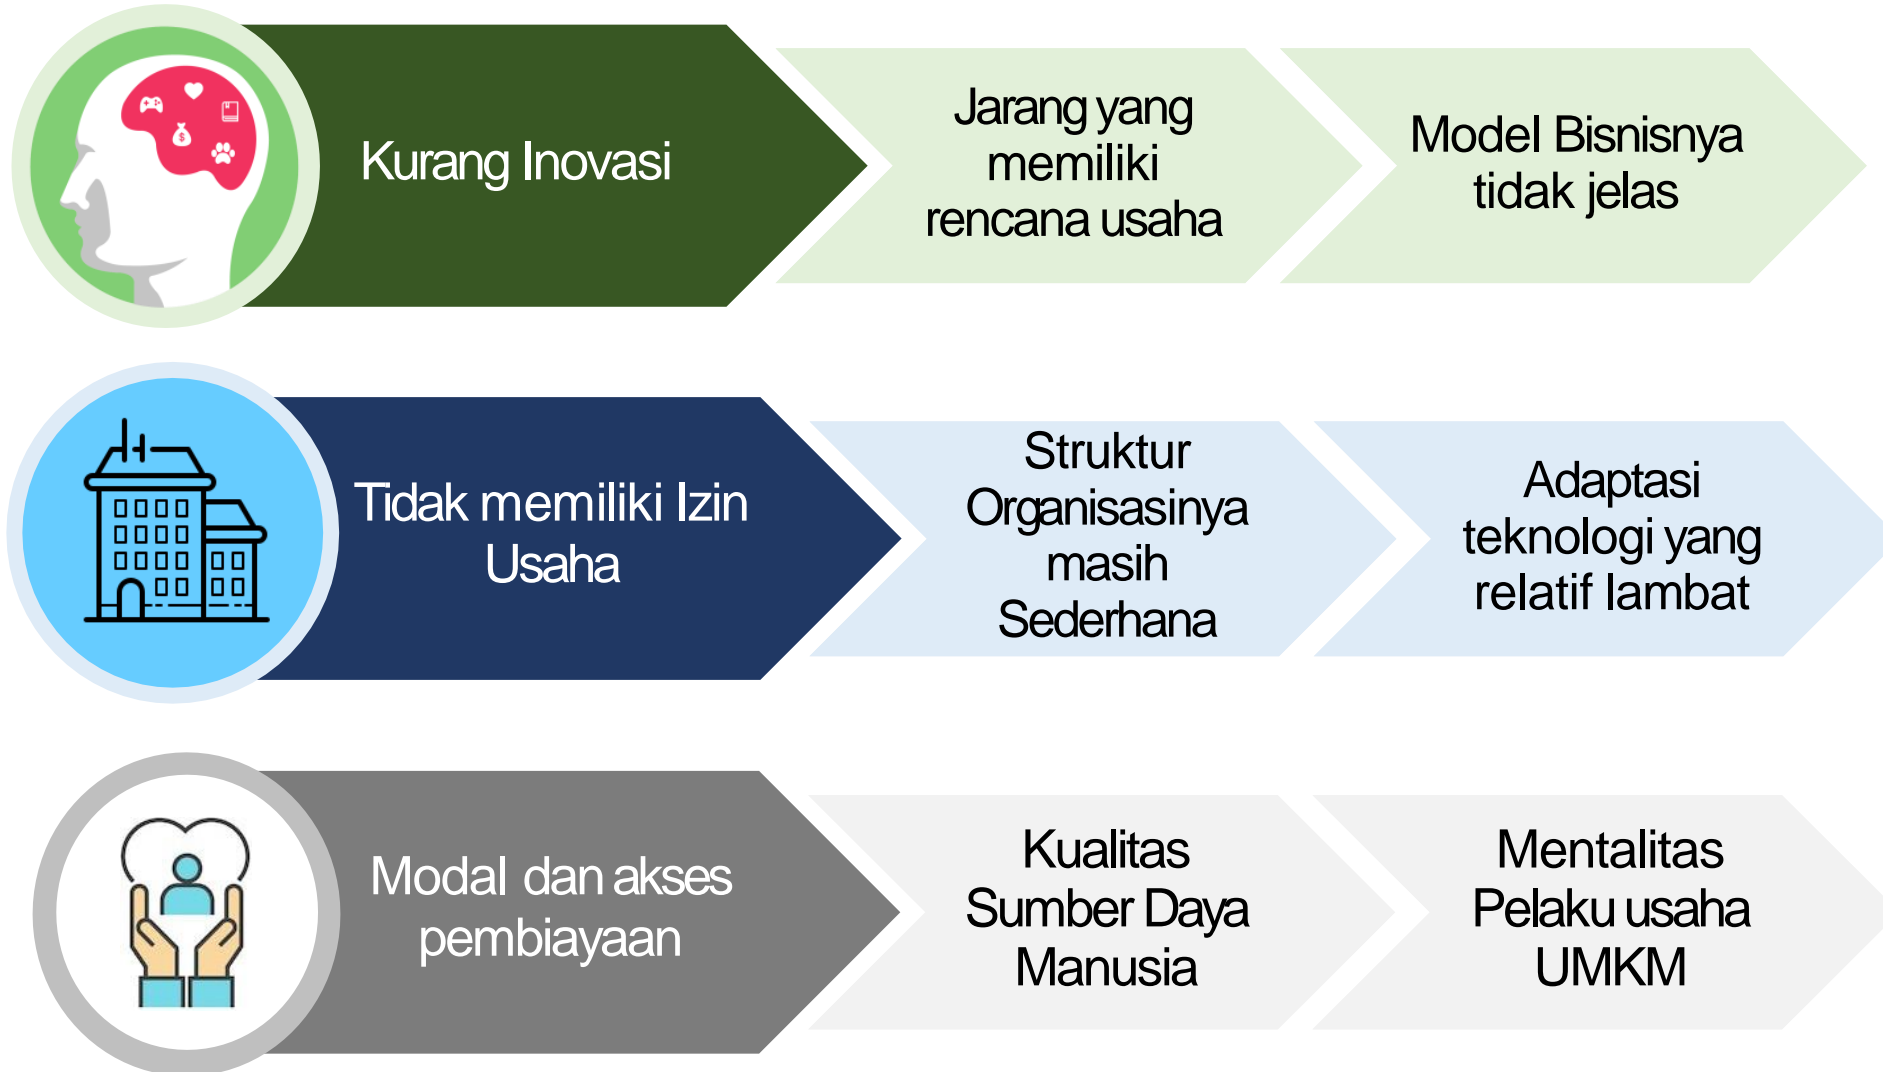 Kurang Inovasi
Jarang yang
memiliki
rencana usaha
Model Bisnisnya
tidak jelas
Tidak memiliki Izin
Usaha
Struktur
Organisasinya
masih
Sederhana
Adaptasi
teknologi yang
relatif lambat
Modal dan akses
pembiayaan
Kualitas
Sumber Daya
Manusia
Mentalitas
Pelaku usaha
UMKM